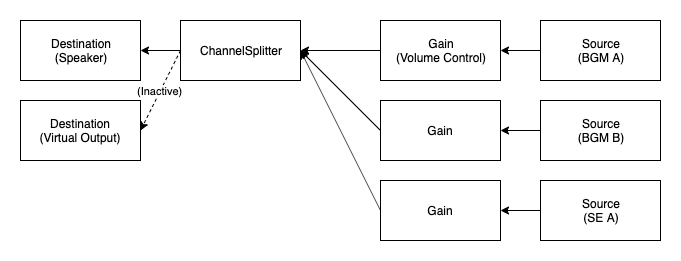 Destination
(Speaker)
ChannelSplitter
Gain
(Volume Control)
Source
(BGM A)
(Inactive)
Destination
(Virtual Output)
Gain
Source
(BGM B)
Gain
Source
(SE A)